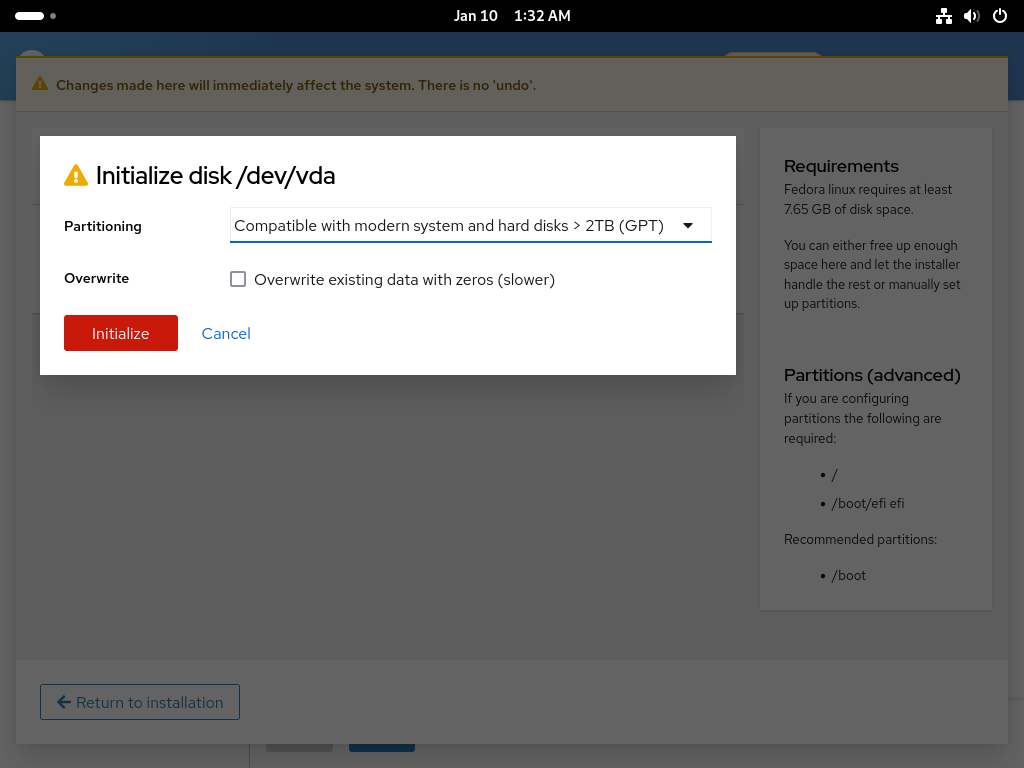 Jan 10 1:32 AM
Changes made here will immediately affect the system. There is no 'undo'.
Initialize disk /dev/vda
Partitioning
Compatible with modern system and hard disks > 2TB (GPT)
Overwrite
Overwrite existing data with zeros (slower)
Initialize
Cancel
Requirements
Fedora linux requires at least
7.65 GB of disk space.
You can either free up enough
space here and let the installer
handle the rest or manually set
up partitions.
Partitions (advanced)
If you are configuring
partitions the following are
required:
• /
• /boot/efi efi
Recommended partitions:
• /boot
Return to installation